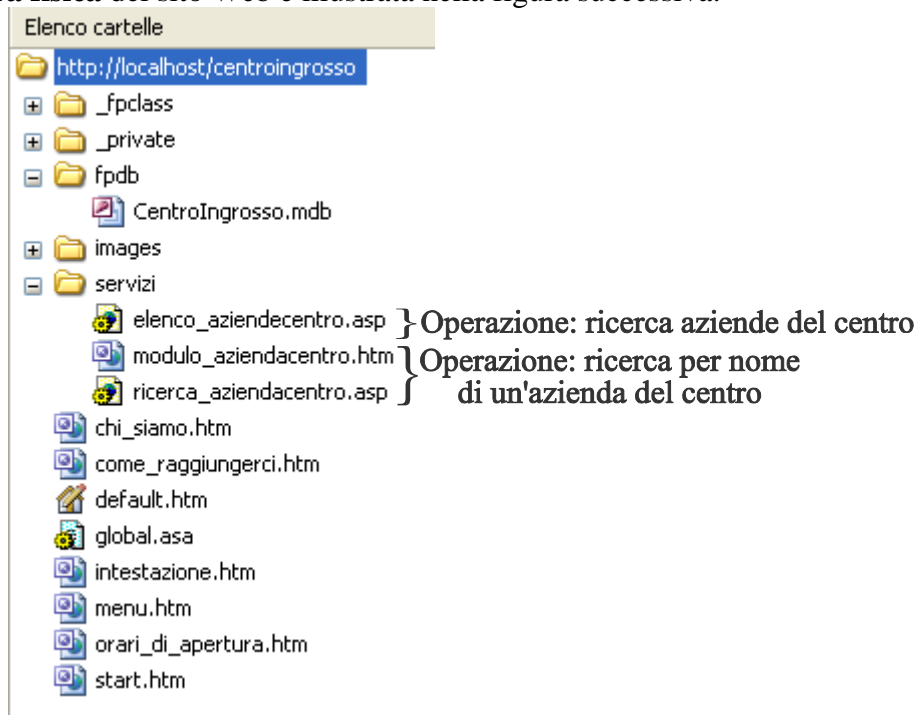 Elenco cartelle
http://localhost/centroingrosso
_fpclass
_private
fpdb
CentroIngrosso.mdb
images
servizi
elenco_aziendecentro.asp } Operazione: ricerca aziende del centro
modulo_aziendacentro.htm } Operazione: ricerca per nome
ricerca_aziendacentro.asp di un'azienda del centro
chi_siamo.htm
come_raggiungerci.htm
default.htm
global.asa
intestazione.htm
menu.htm
orari_di_apertura.htm
start.htm